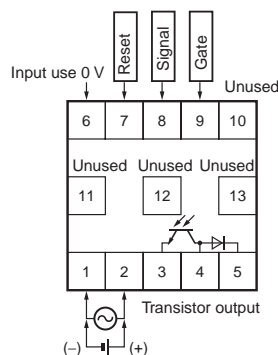 Reset
Signal
Gate
Input use 0 V
Unused
6 7 8 9 10
Unused Unused Unused
11 12 13
1 2 3 4 5
Transistor output
(−) (+)